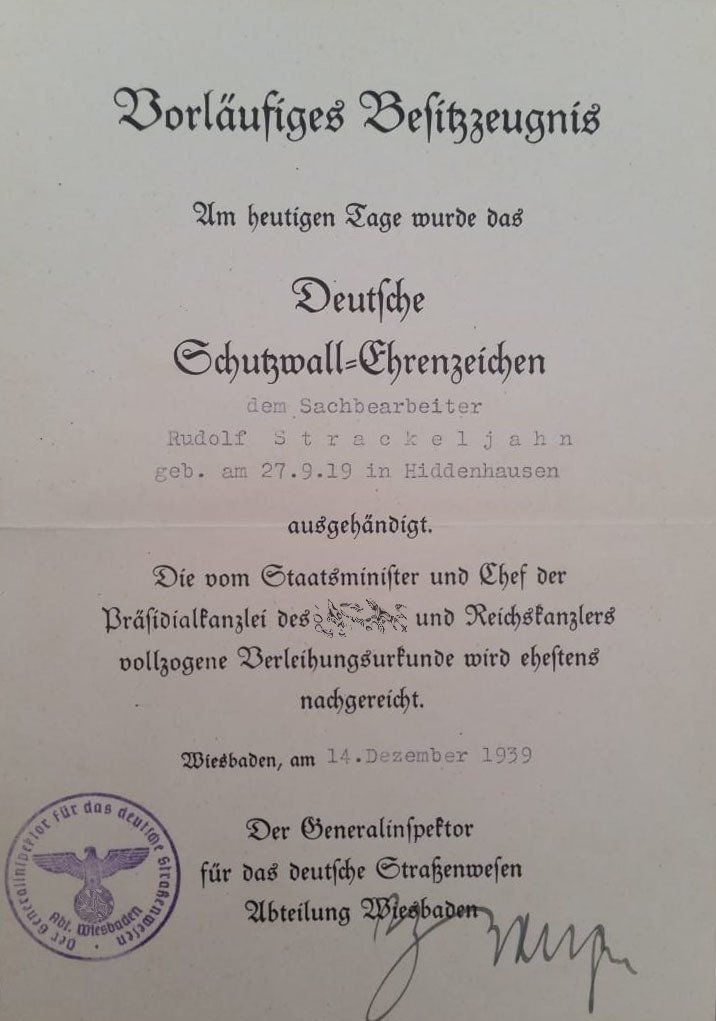 Vorläufiges Besitzzeugnis
Am heutigen Tage wurde das
Deutsche
Schutzwall=Ehrenzeichen
dem Sachbearbeiter
Rudolf S t r a c k e l j a h n
geb. am 27.9.19 in Hiddenhausen
ausgehändigt.
Die vom Staatsminister und Chef der
Präsidialkanzlei des und Reichskanzlers
vollzogene Verleihungsurkunde wird ehestens
nachgereicht.
Wiesbaden, am 14.Dezember 1939
Der Generalinspektor
für das deutsche Straßenwesen
Abteilung Wiesbaden
Der Generalinspektor für das deutsche Straßenwesen
Abt. Wiesbaden